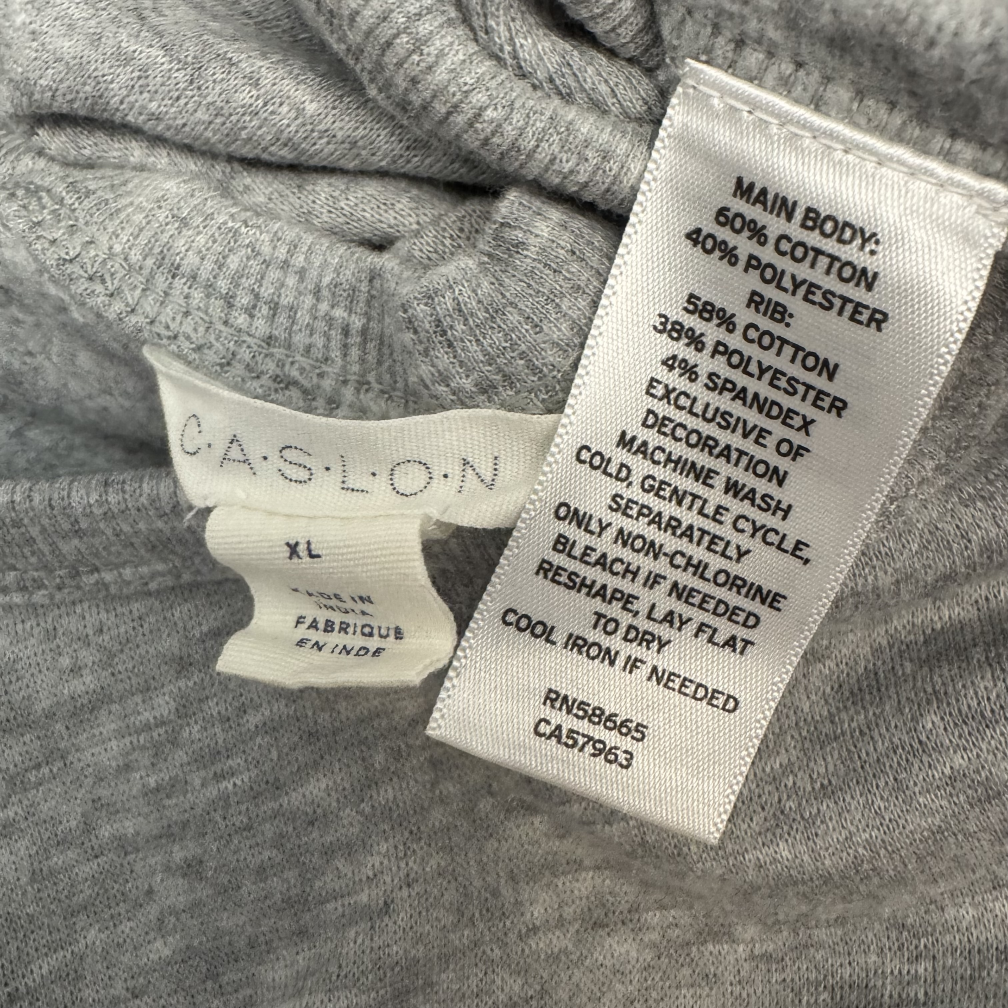 C·A·S·L·O·N
XL
MADE IN
INDIA
FABRIQUÉ
EN INDE
MAIN BODY:
60% COTTON
40% POLYESTER
RIB:
58% COTTON
38% POLYESTER
4% SPANDEX
EXCLUSIVE OF
DECORATION
MACHINE WASH
COLD, GENTLE CYCLE,
SEPARATELY
ONLY NON-CHLORINE
BLEACH IF NEEDED
RESHAPE, LAY FLAT
TO DRY
COOL IRON IF NEEDED
RN58665
CA57963